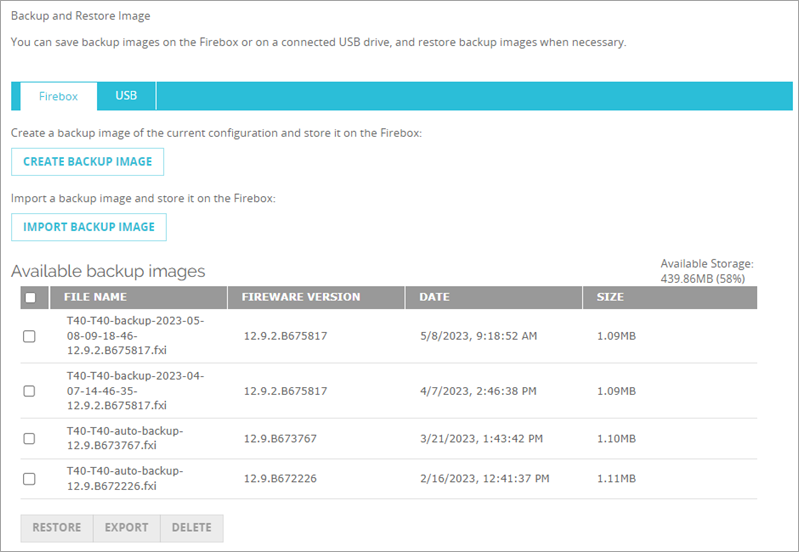 Backup and Restore Image
You can save backup images on the Firebox or on a connected USB drive, and restore backup images when necessary.
Firebox USB
Create a backup image of the current configuration and store it on the Firebox:
CREATE BACKUP IMAGE
Import a backup image and store it on the Firebox:
IMPORT BACKUP IMAGE
Available backup images
Available Storage:
439.86MB (58%)
FILE NAME FIREWARE VERSION DATE SIZE
T40-T40-backup-2023-05-
08-09-18-46-
12.9.2.B675817.fxi
12.9.2.B675817 5/8/2023, 9:18:52 AM 1.09MB
T40-T40-backup-2023-04-
07-14-46-35-
12.9.2.B675817.fxi
12.9.2.B675817 4/7/2023, 2:46:38 PM 1.09MB
T40-T40-auto-backup-
12.9.B673767.fxi
12.9.B673767 3/21/2023, 1:43:42 PM 1.10MB
T40-T40-auto-backup-
12.9.B672226.fxi
12.9.B672226 2/16/2023, 12:41:37 PM 1.11MB
RESTORE EXPORT DELETE